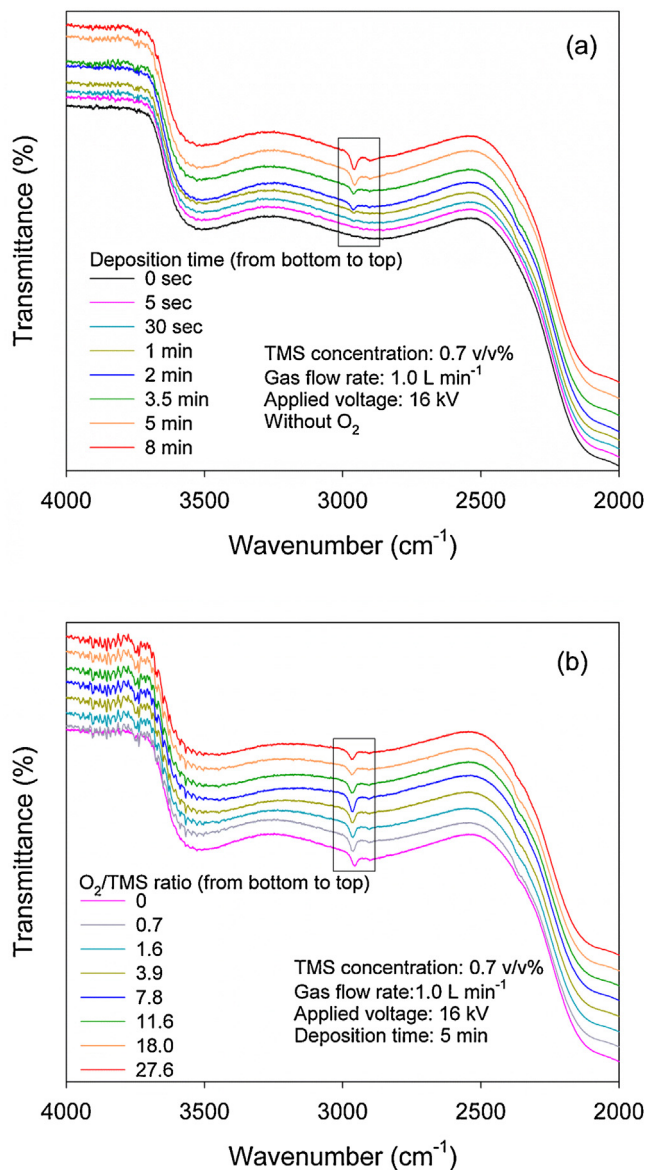 (a)
Transmittance (%)
Deposition time (from bottom to top)
0 sec
5 sec
30 sec
1 min
2 min
3.5 min
5 min
8 min
TMS concentration: 0.7 v/v%
Gas flow rate: 1.0 L min⁻¹
Applied voltage: 16 kV
Without O₂
4000 3500 3000 2500 2000
Wavenumber (cm⁻¹)
(b)
Transmittance (%)
O₂/TMS ratio (from bottom to top)
0
0.7
1.6
3.9
7.8
11.6
18.0
27.6
TMS concentration: 0.7 v/v%
Gas flow rate:1.0 L min⁻¹
Applied voltage: 16 kV
Deposition time: 5 min
4000 3500 3000 2500 2000
Wavenumber (cm⁻¹)